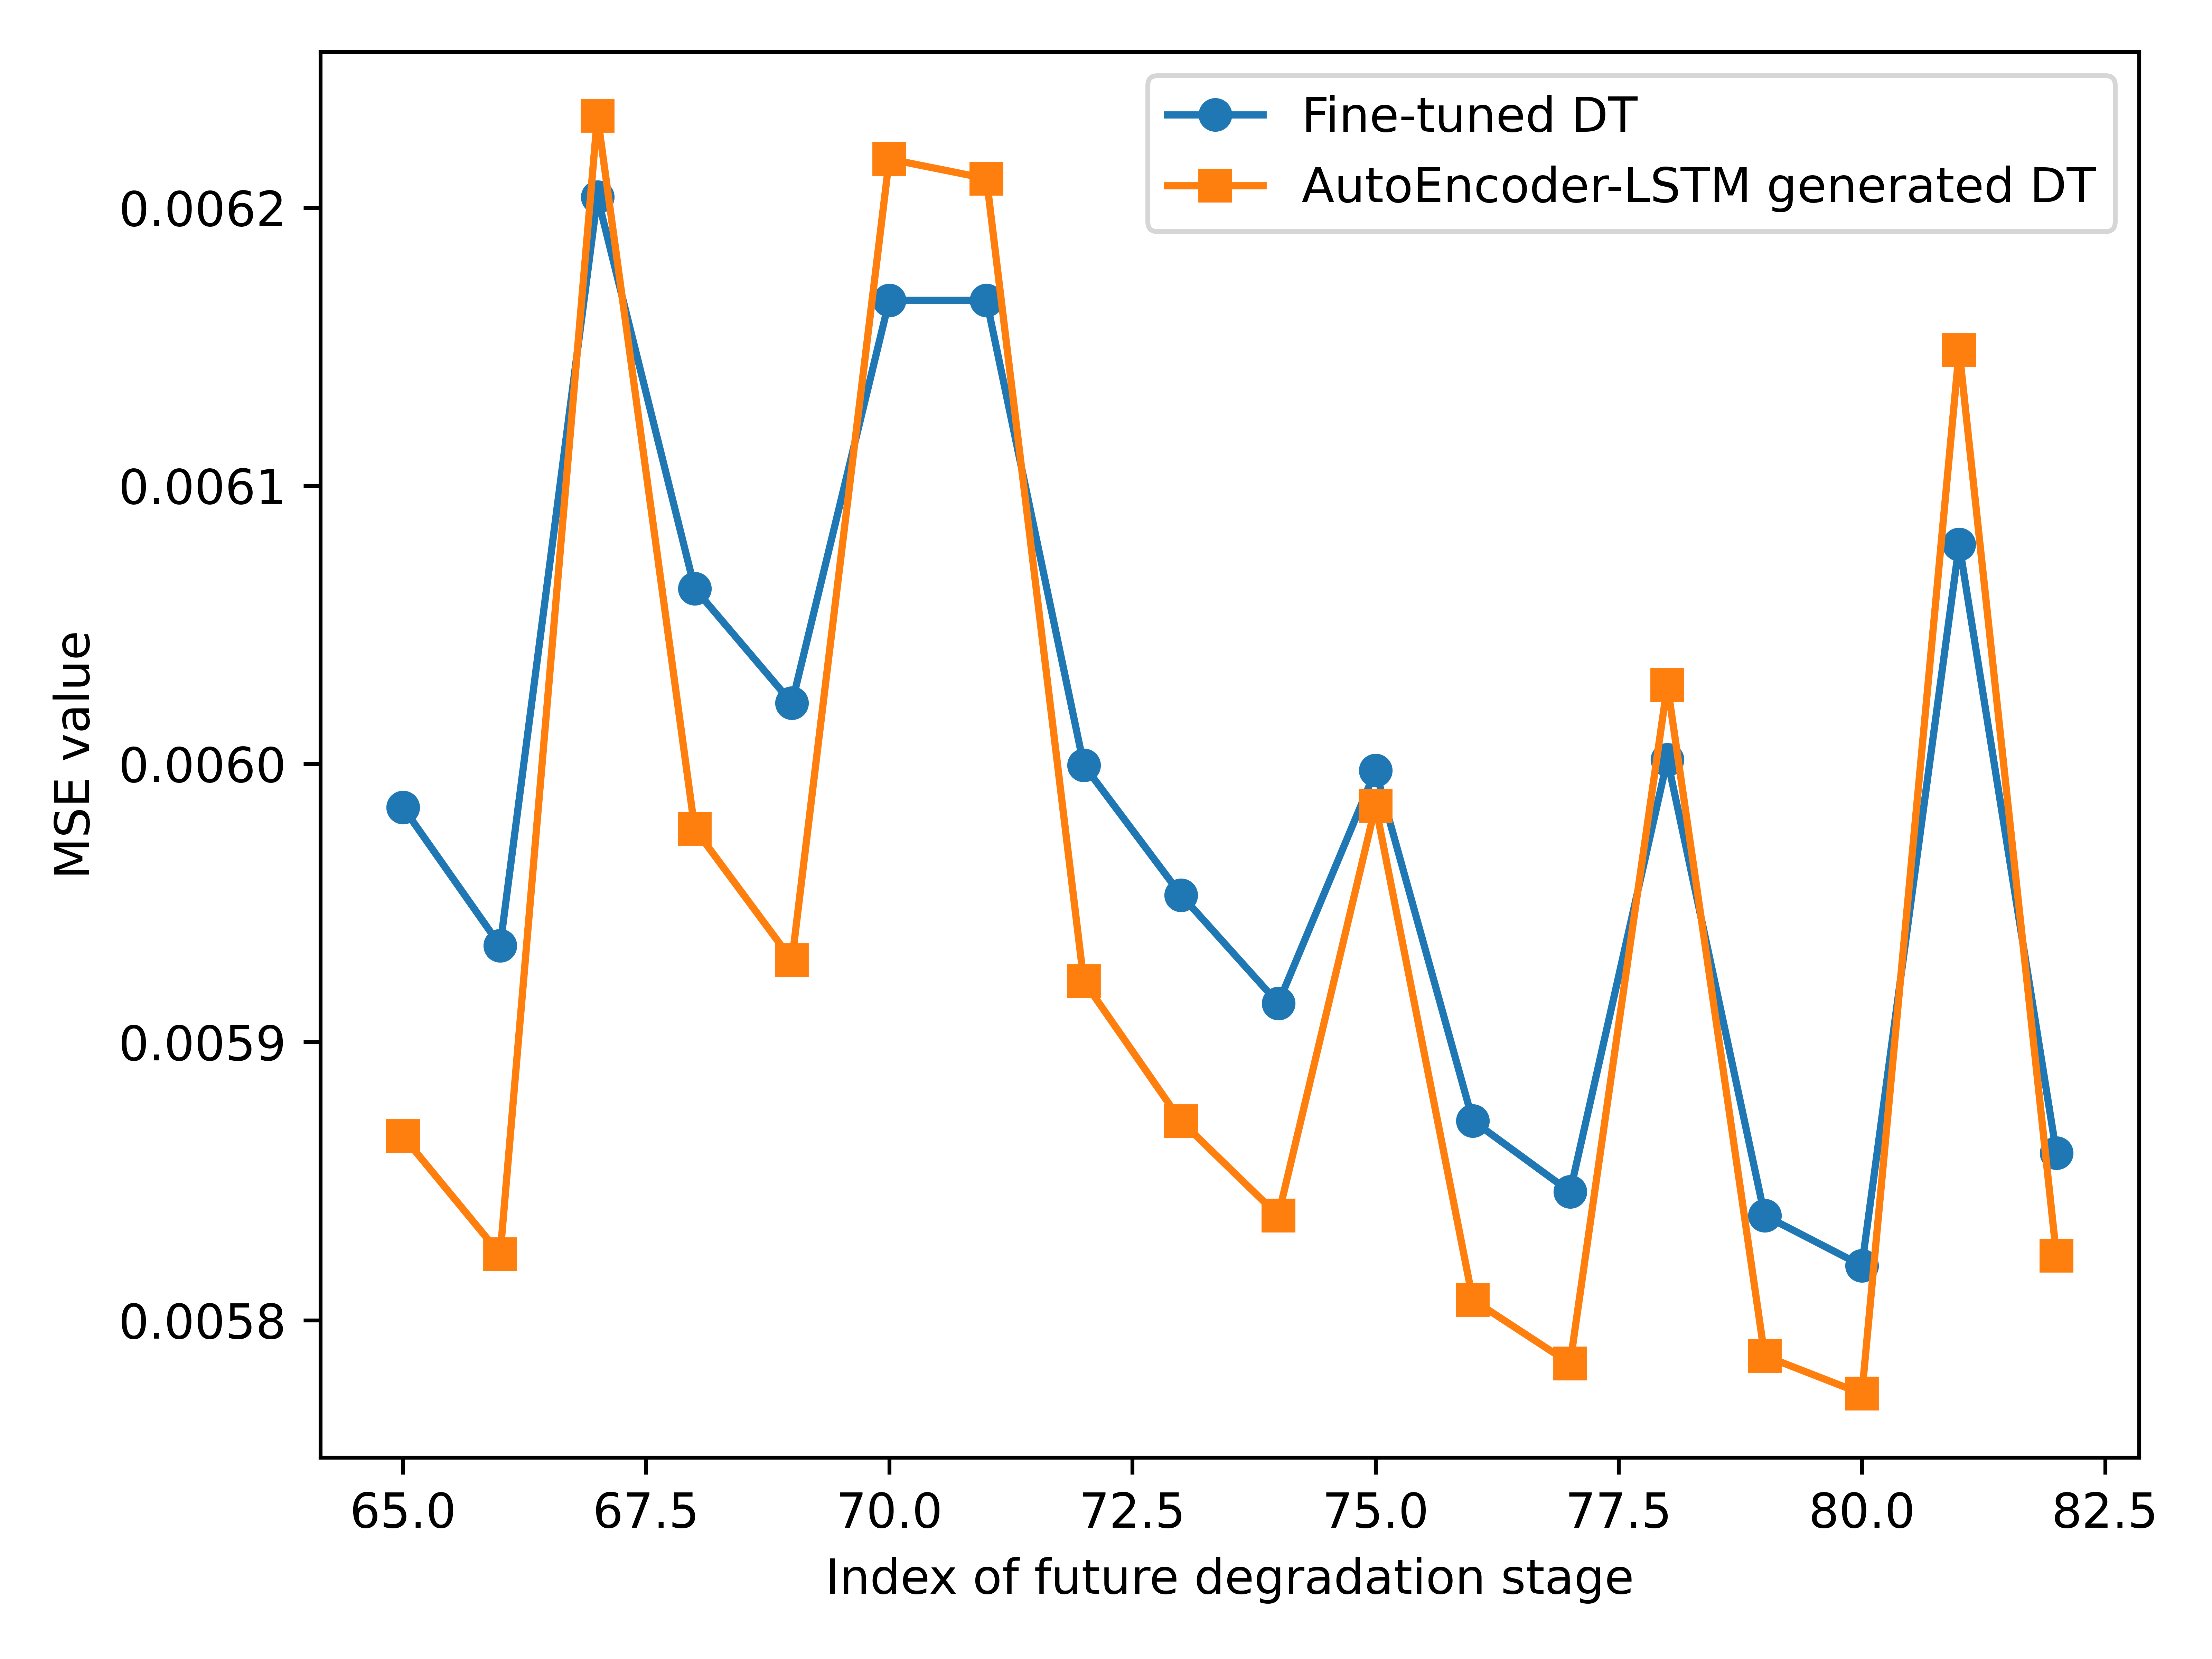 Fine-tuned DT
AutoEncoder-LSTM generated DT
0.0062
0.0061
0.0060
0.0059
0.0058
MSE value
65.0 67.5 70.0 72.5 75.0 77.5 80.0 82.5
Index of future degradation stage